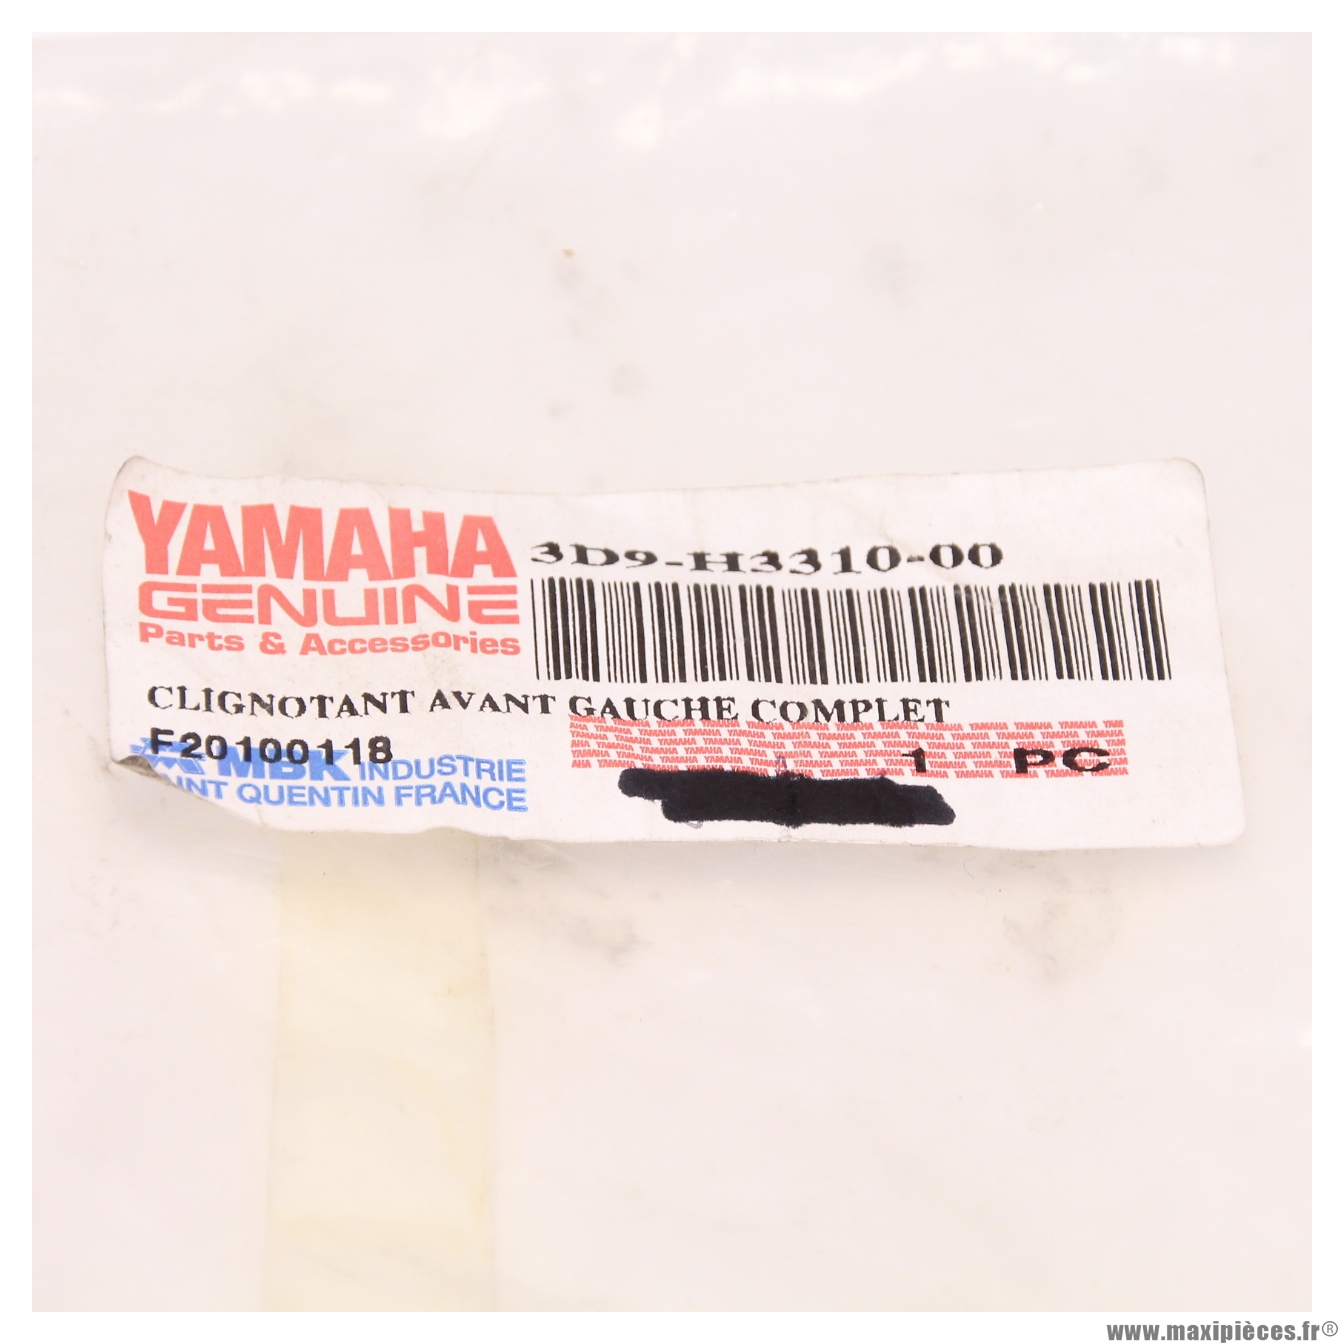 YAMAHA
GENUINE
Parts & Accessories
3D9-H3310-00
CLIGNOTANT AVANT GAUCHE COMPLET
F20100118
1 PC
MBK INDUSTRIE
QUENTIN FRANCE
www.maxipièces.fr®